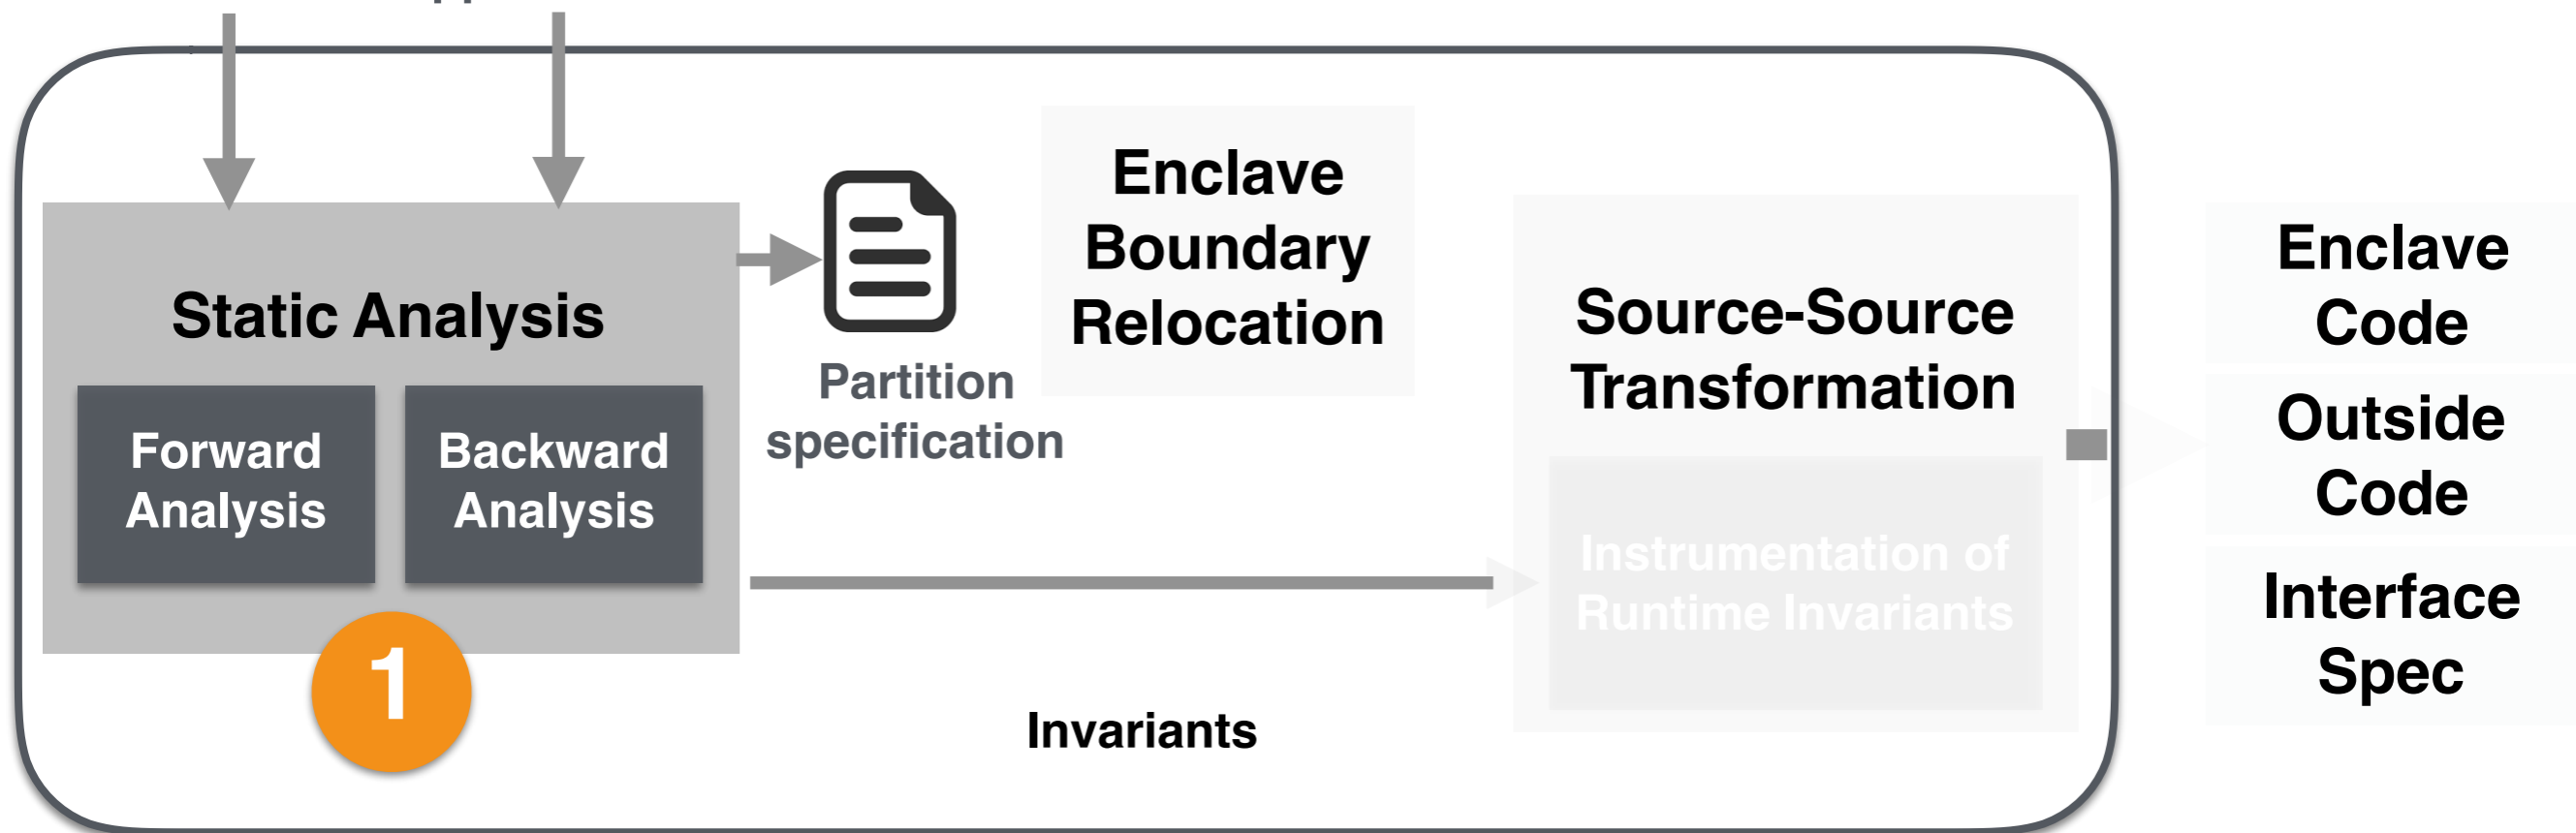 Static Analysis
Forward
Analysis
Backward
Analysis
1
Partition
specification
Enclave
Boundary
Relocation
Invariants
Source-Source
Transformation
Instrumentation of
Runtime Invariants
Enclave
Code
Outside
Code
Interface
Spec